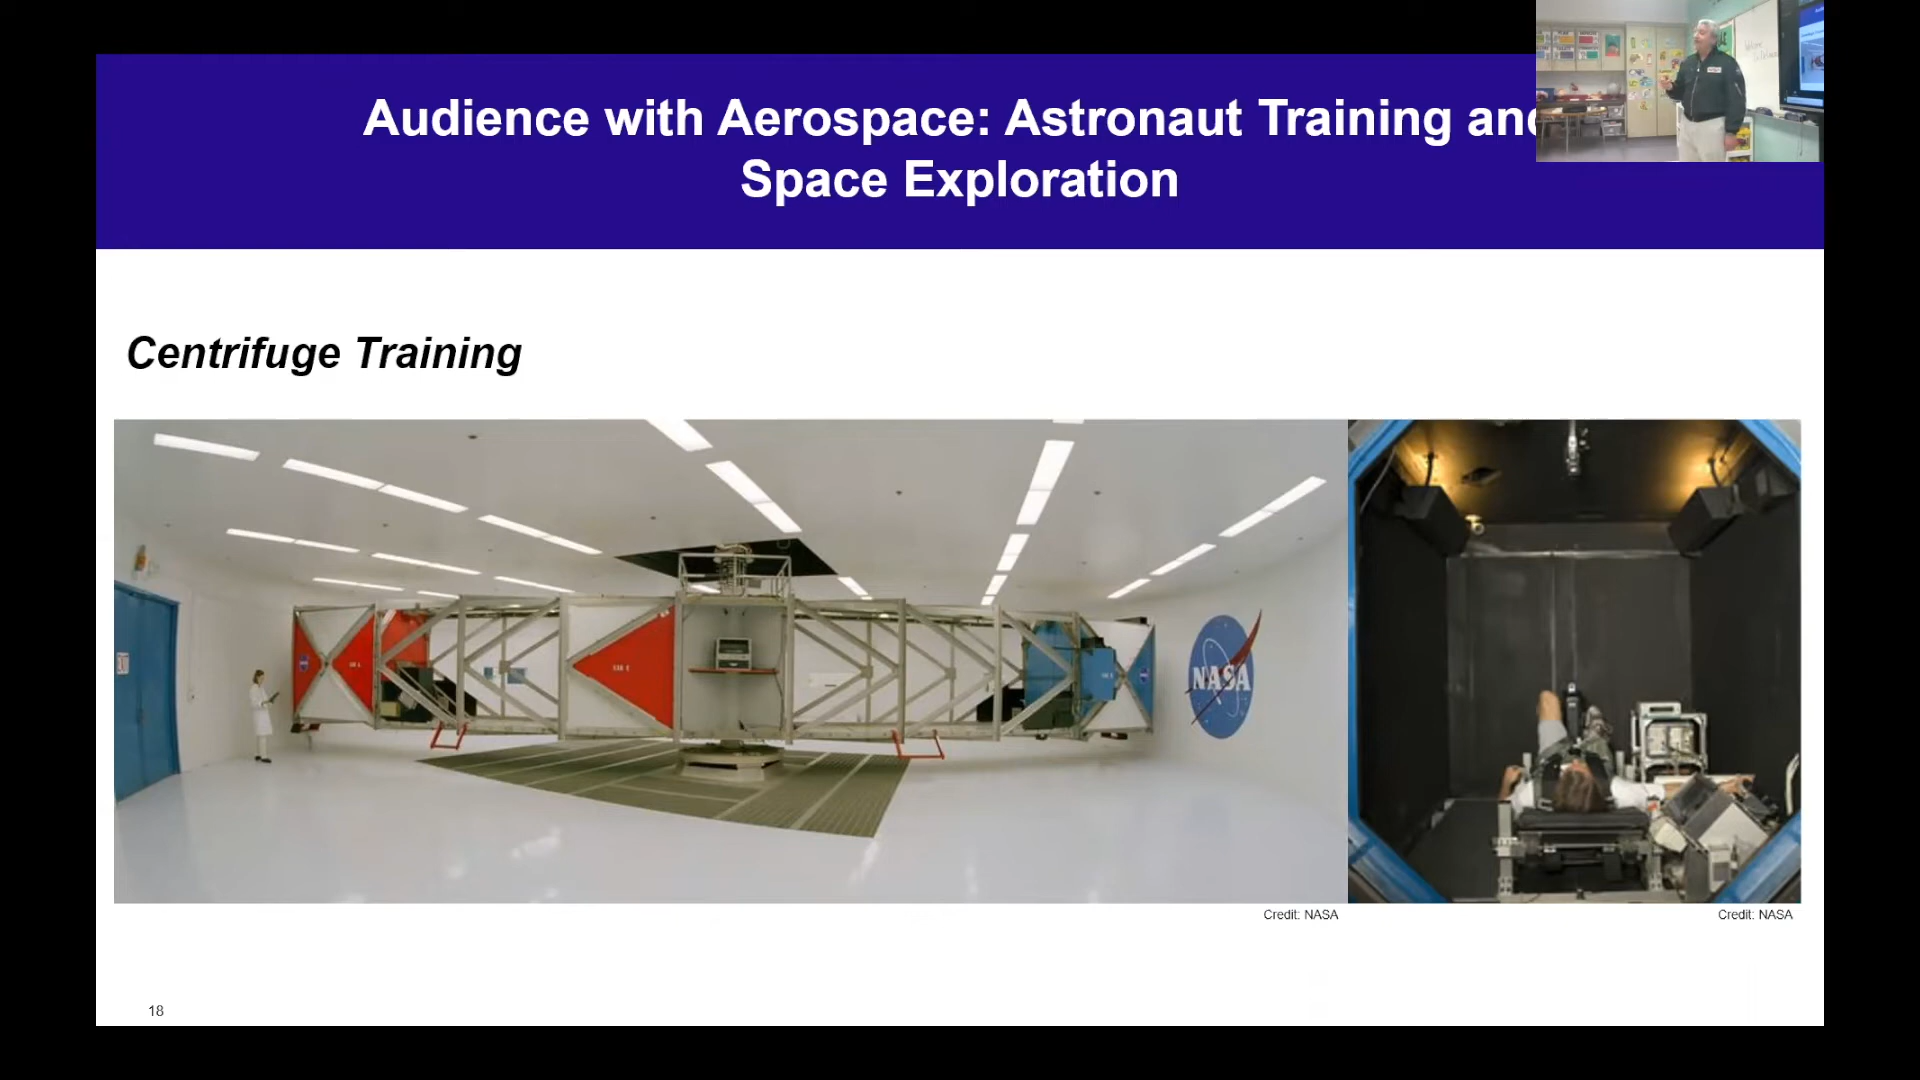 Audience with Aerospace: Astronaut Training and
Space Exploration
Centrifuge Training
NASA
Credit: NASA
Credit: NASA
18